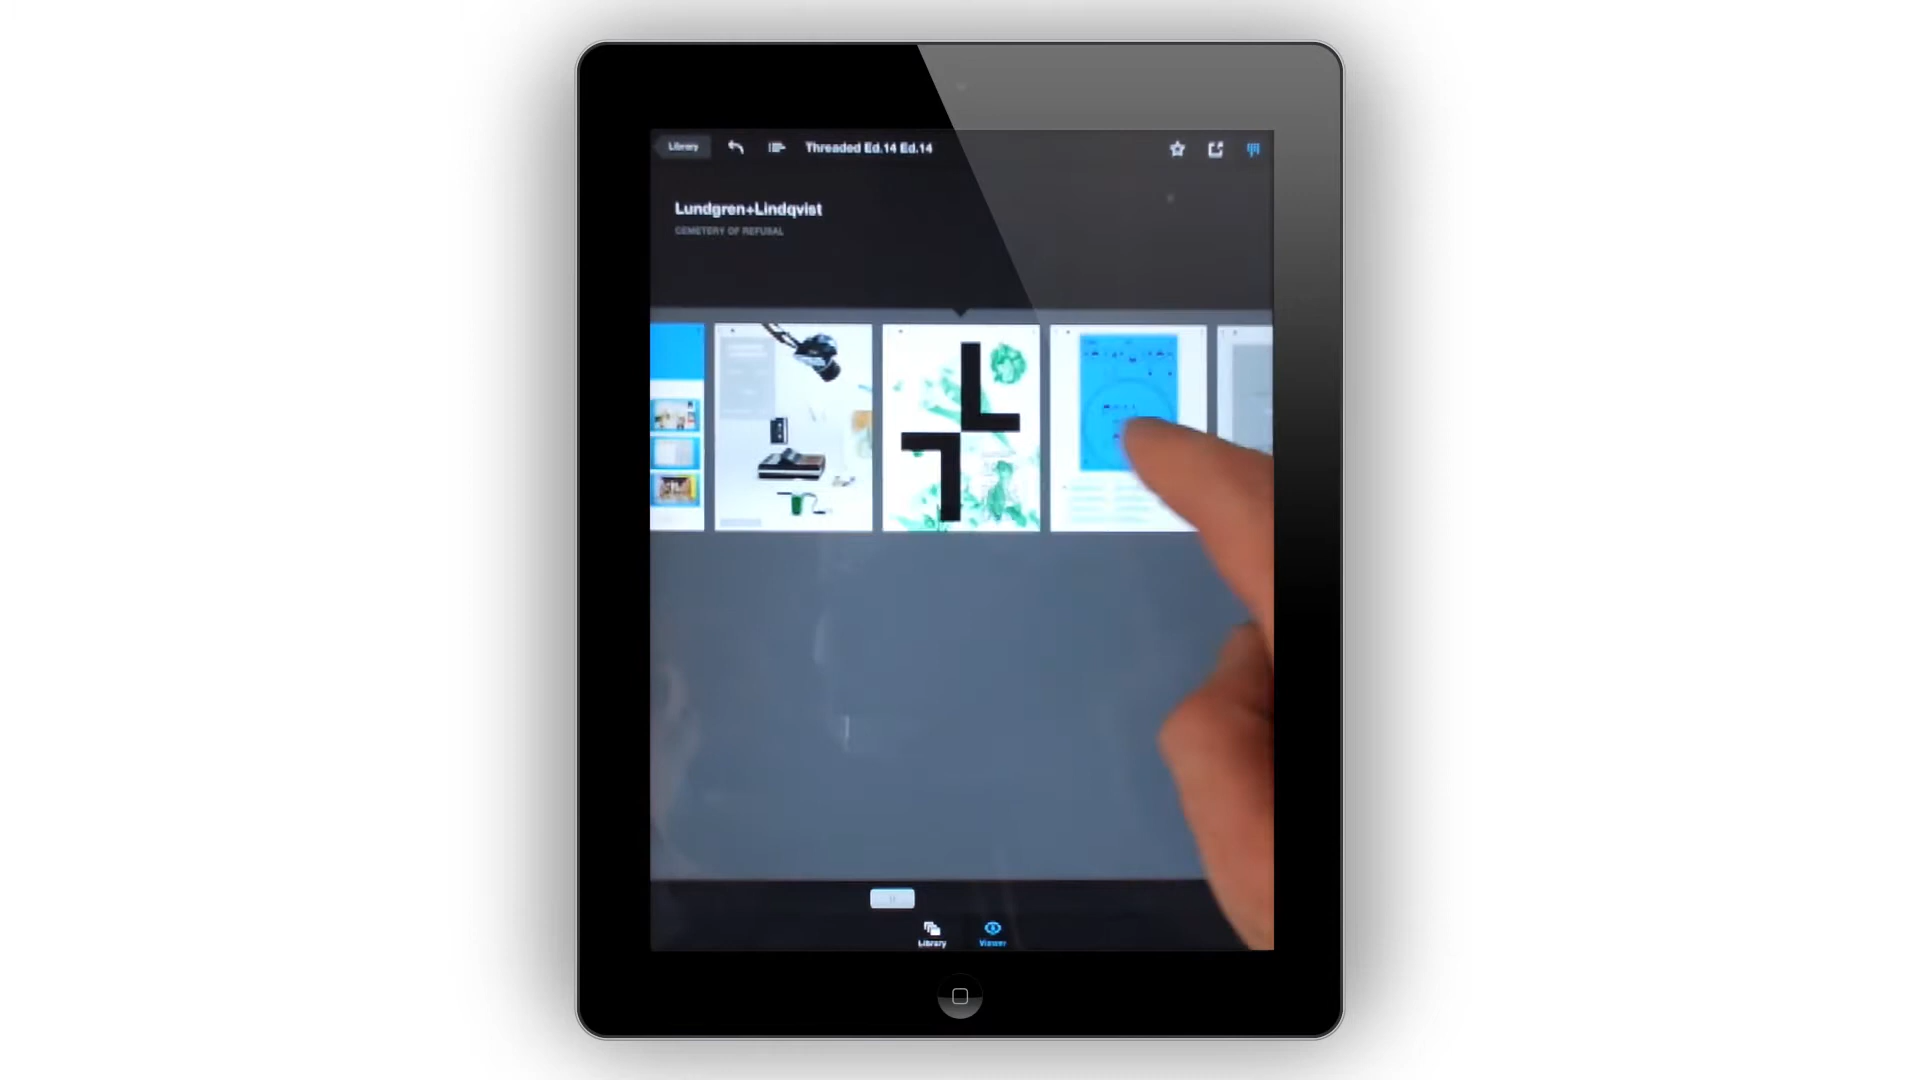 Library
Threaded Ed.14 Ed.14
Lundgren+Lindqvist
CEMETERY OF REFUSAL
Library
Viewer